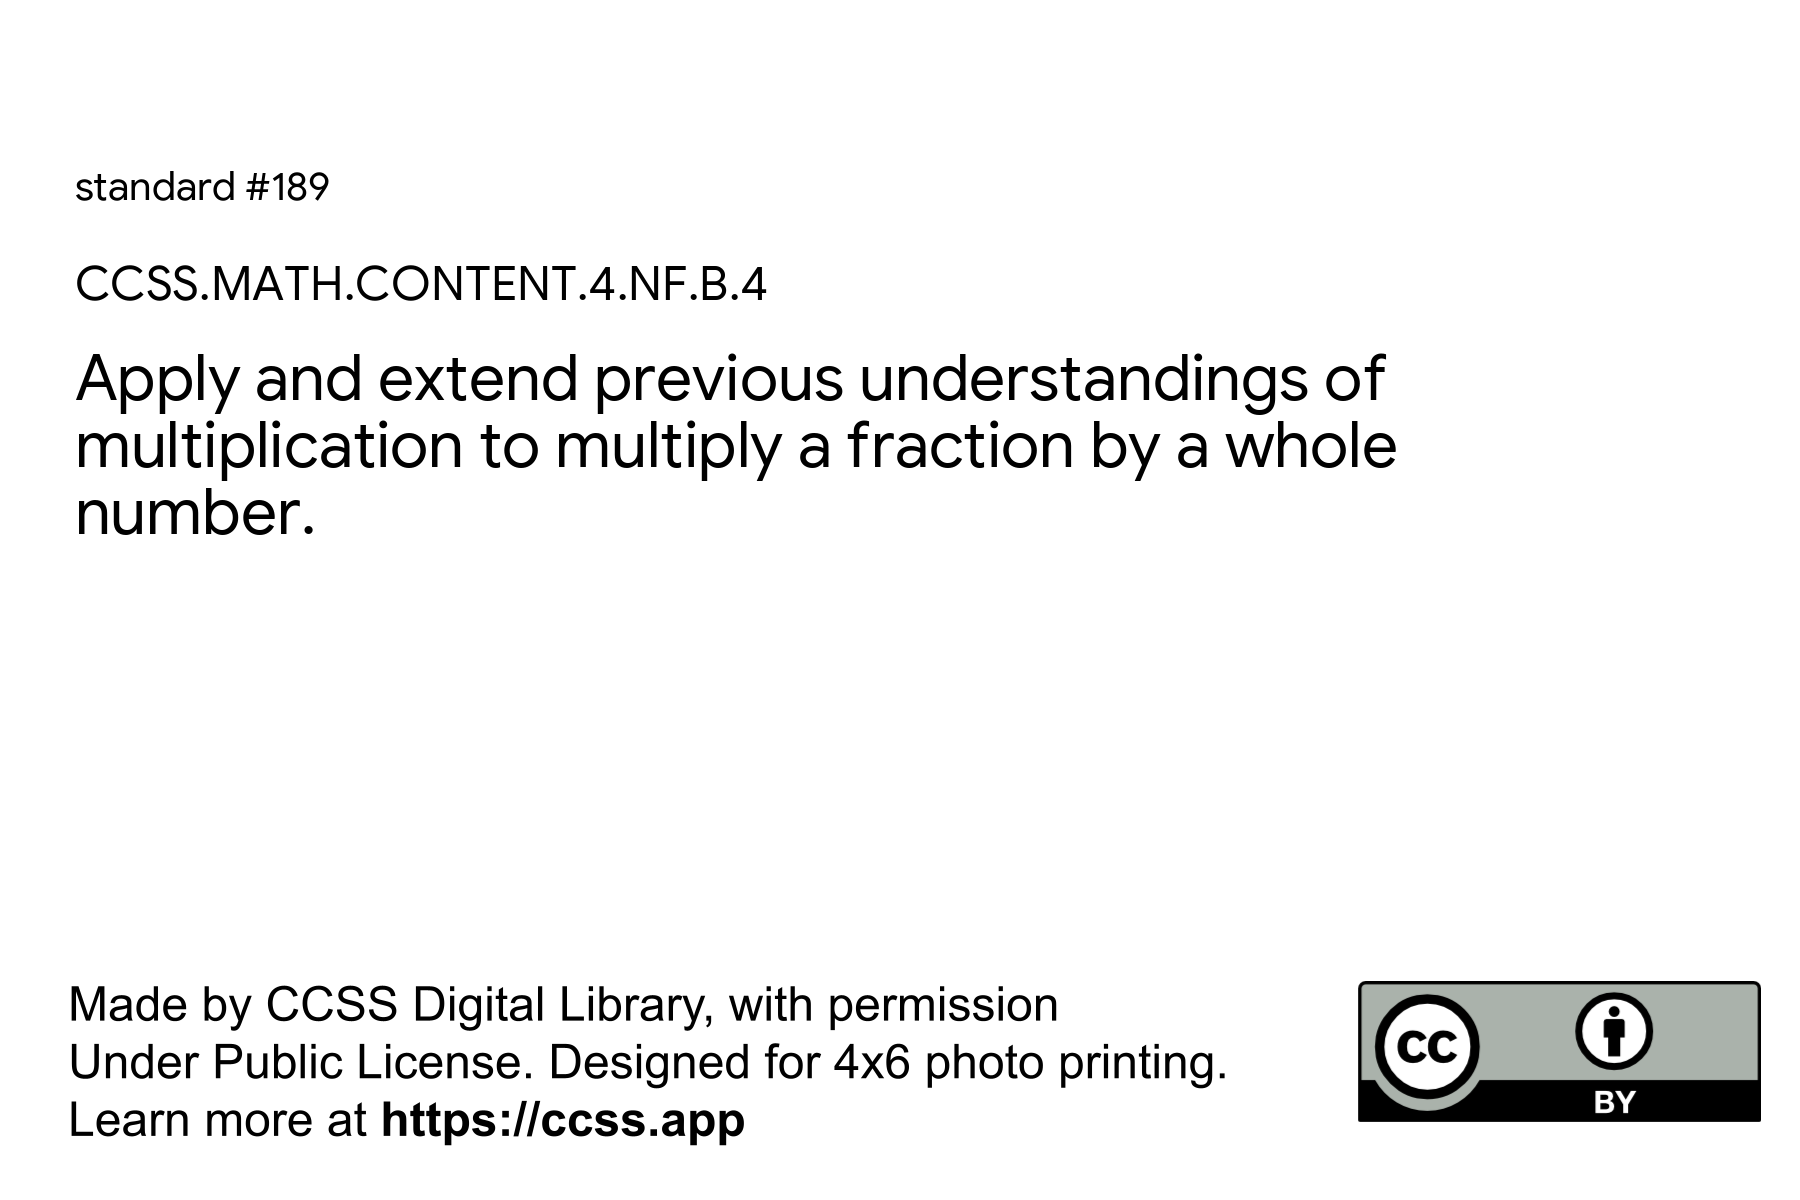 standard #189
CCSS.MATH.CONTENT.4.NF.B.4
Apply and extend previous understandings of
multiplication to multiply a fraction by a whole
number.
Made by CCSS Digital Library, with permission
Under Public License. Designed for 4x6 photo printing.
Learn more at https://ccss.app
CC
BY